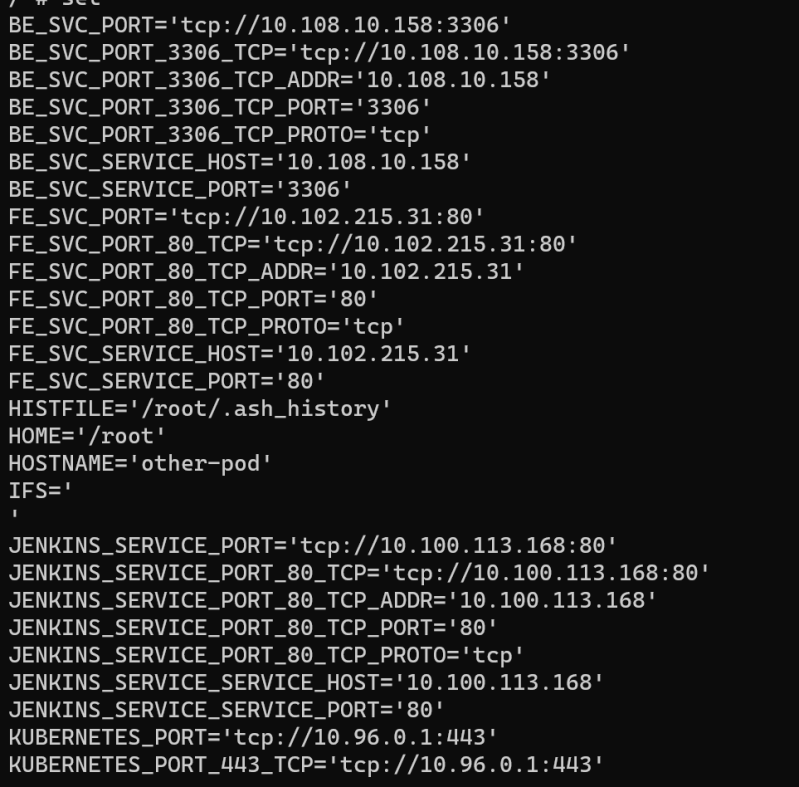 / # set
BE_SVC_PORT='tcp://10.108.10.158:3306'
BE_SVC_PORT_3306_TCP='tcp://10.108.10.158:3306'
BE_SVC_PORT_3306_TCP_ADDR='10.108.10.158'
BE_SVC_PORT_3306_TCP_PORT='3306'
BE_SVC_PORT_3306_TCP_PROTO='tcp'
BE_SVC_SERVICE_HOST='10.108.10.158'
BE_SVC_SERVICE_PORT='3306'
FE_SVC_PORT='tcp://10.102.215.31:80'
FE_SVC_PORT_80_TCP='tcp://10.102.215.31:80'
FE_SVC_PORT_80_TCP_ADDR='10.102.215.31'
FE_SVC_PORT_80_TCP_PORT='80'
FE_SVC_PORT_80_TCP_PROTO='tcp'
FE_SVC_SERVICE_HOST='10.102.215.31'
FE_SVC_SERVICE_PORT='80'
HISTFILE='/root/.ash_history'
HOME='/root'
HOSTNAME='other-pod'
IFS='
'
JENKINS_SERVICE_PORT='tcp://10.100.113.168:80'
JENKINS_SERVICE_PORT_80_TCP='tcp://10.100.113.168:80'
JENKINS_SERVICE_PORT_80_TCP_ADDR='10.100.113.168'
JENKINS_SERVICE_PORT_80_TCP_PORT='80'
JENKINS_SERVICE_PORT_80_TCP_PROTO='tcp'
JENKINS_SERVICE_SERVICE_HOST='10.100.113.168'
JENKINS_SERVICE_SERVICE_PORT='80'
KUBERNETES_PORT='tcp://10.96.0.1:443'
KUBERNETES_PORT_443_TCP='tcp://10.96.0.1:443'